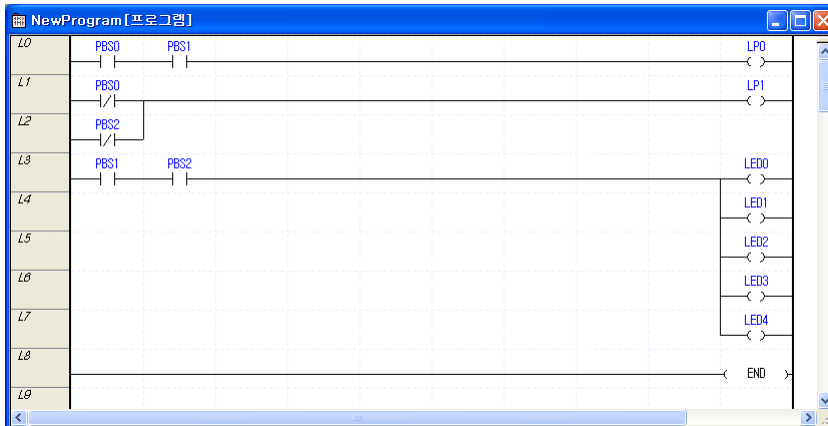 NewProgram[프로그램]
L0 PBS0 PBS1 LP0
L1 PBS0 LP1
L2 PBS2
L3 PBS1 PBS2 LED0
L4 LED1
L5 LED2
L6 LED3
L7 LED4
L8 END
L9